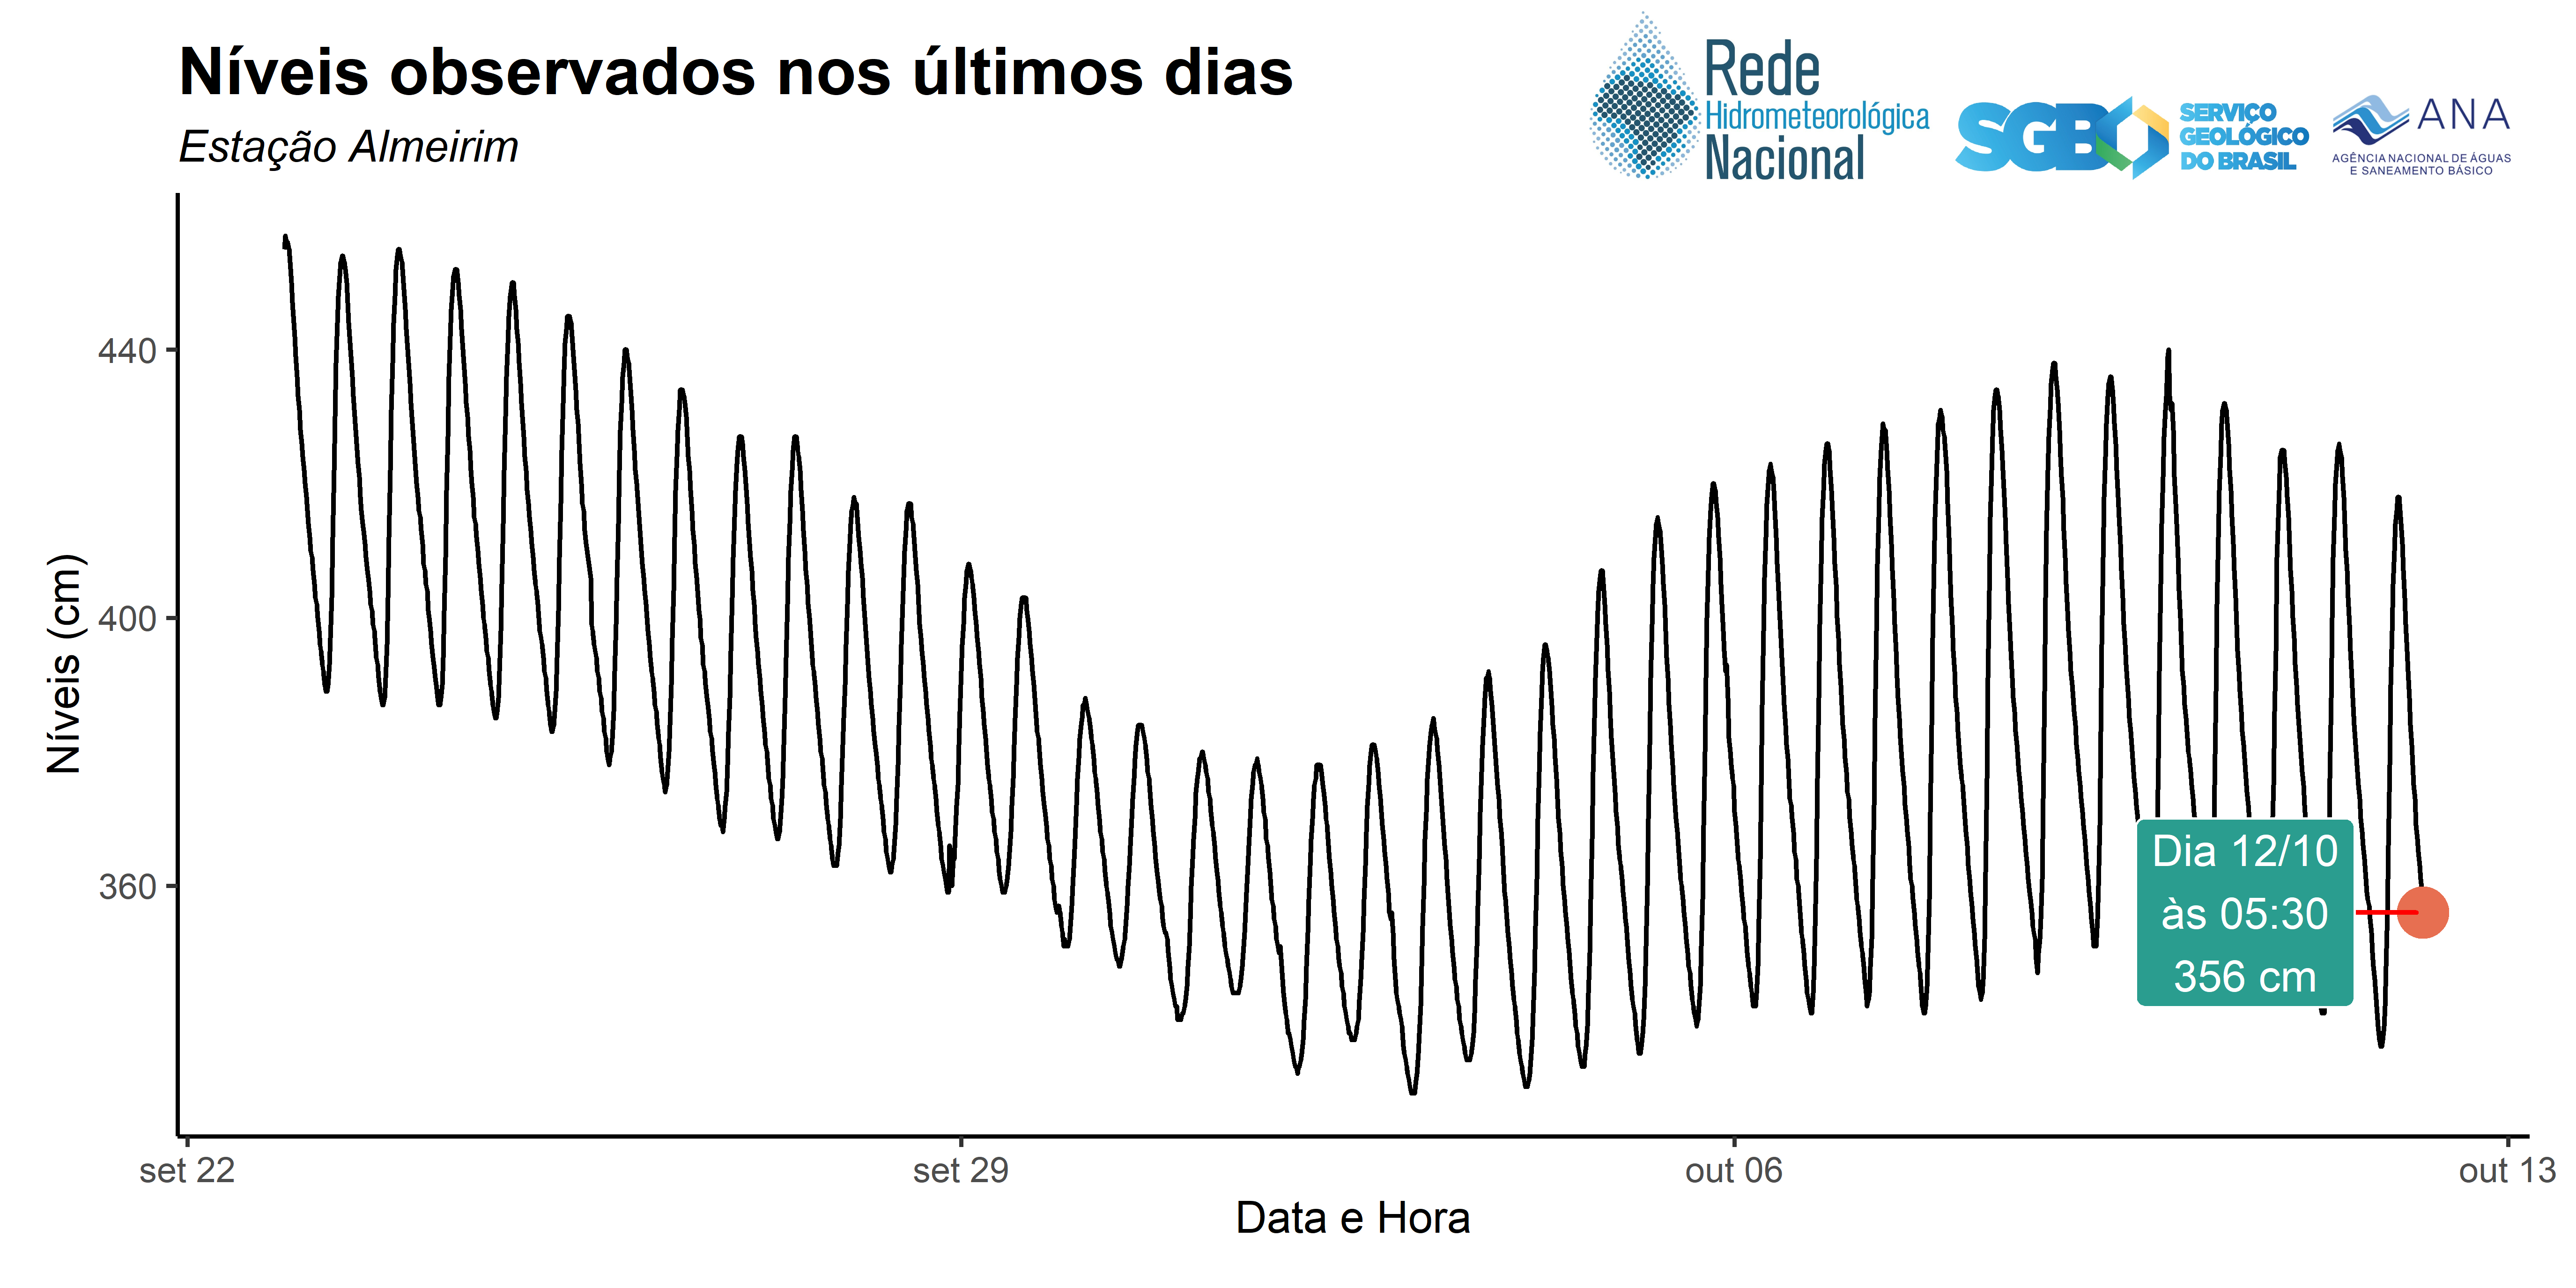 Níveis observados nos últimos dias
Estação Almeirim
Rede
Hidrometeorológica
Nacional
SGB
SERVIÇO
GEOLÓGICO
DO BRASIL
ANA
AGÊNCIA NACIONAL DE ÁGUAS
E SANEAMENTO BÁSICO
440
400
360
Níveis (cm)
Dia 12/10
às 05:30
356 cm
set 22
set 29
out 06
out 13
Data e Hora